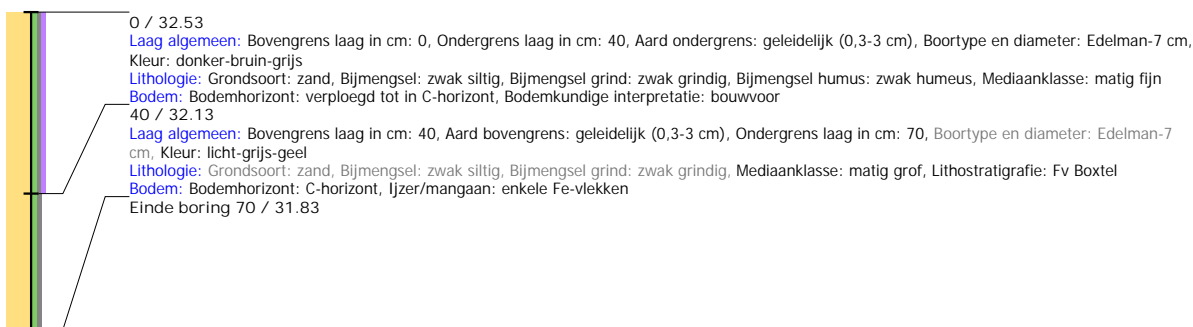 0 / 32.53
Laag algemeen: Bovengrens laag in cm: 0, Ondergrens laag in cm: 40, Aard ondergrens: geleidelijk (0,3-3 cm), Boortype en diameter: Edelman-7 cm,
Kleur: donker-bruin-grijs
Lithologie: Grondsoort: zand, Bijmengsel: zwak siltig, Bijmengsel grind: zwak grindig, Bijmengsel humus: zwak humeus, Mediaanklasse: matig fijn
Bodem: Bodemhorizont: verploegd tot in C-horizont, Bodemkundige interpretatie: bouwvoor
40 / 32.13
Laag algemeen: Bovengrens laag in cm: 40, Aard bovengrens: geleidelijk (0,3-3 cm), Ondergrens laag in cm: 70, Boortype en diameter: Edelman-7
cm, Kleur: licht-grijs-geel
Lithologie: Grondsoort: zand, Bijmengsel: zwak siltig, Bijmengsel grind: zwak grindig, Mediaanklasse: matig grof, Lithostratigrafie: Fv Boxtel
Bodem: Bodemhorizont: C-horizont, Ijzer/mangaan: enkele Fe-vlekken
Einde boring 70 / 31.83